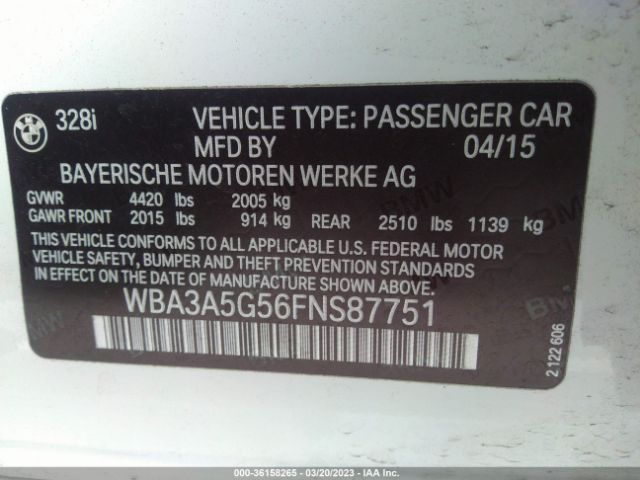 BMW 328i VEHICLE TYPE: PASSENGER CAR
MFD BY 04/15
BAYERISCHE MOTOREN WERKE AG
GVWR 4420 lbs 2005 kg
GAWR FRONT 2015 lbs 914 kg REAR 2510 lbs 1139 kg
THIS VEHICLE CONFORMS TO ALL APPLICABLE U.S. FEDERAL MOTOR
VEHICLE SAFETY, BUMPER AND THEFT PREVENTION STANDARDS
IN EFFECT ON THE DATE OF MANUFACTURE SHOWN ABOVE.
WBA3A5G56FNS87751
2 122 606
000-36158265 - 03/20/2023 - IAA Inc.